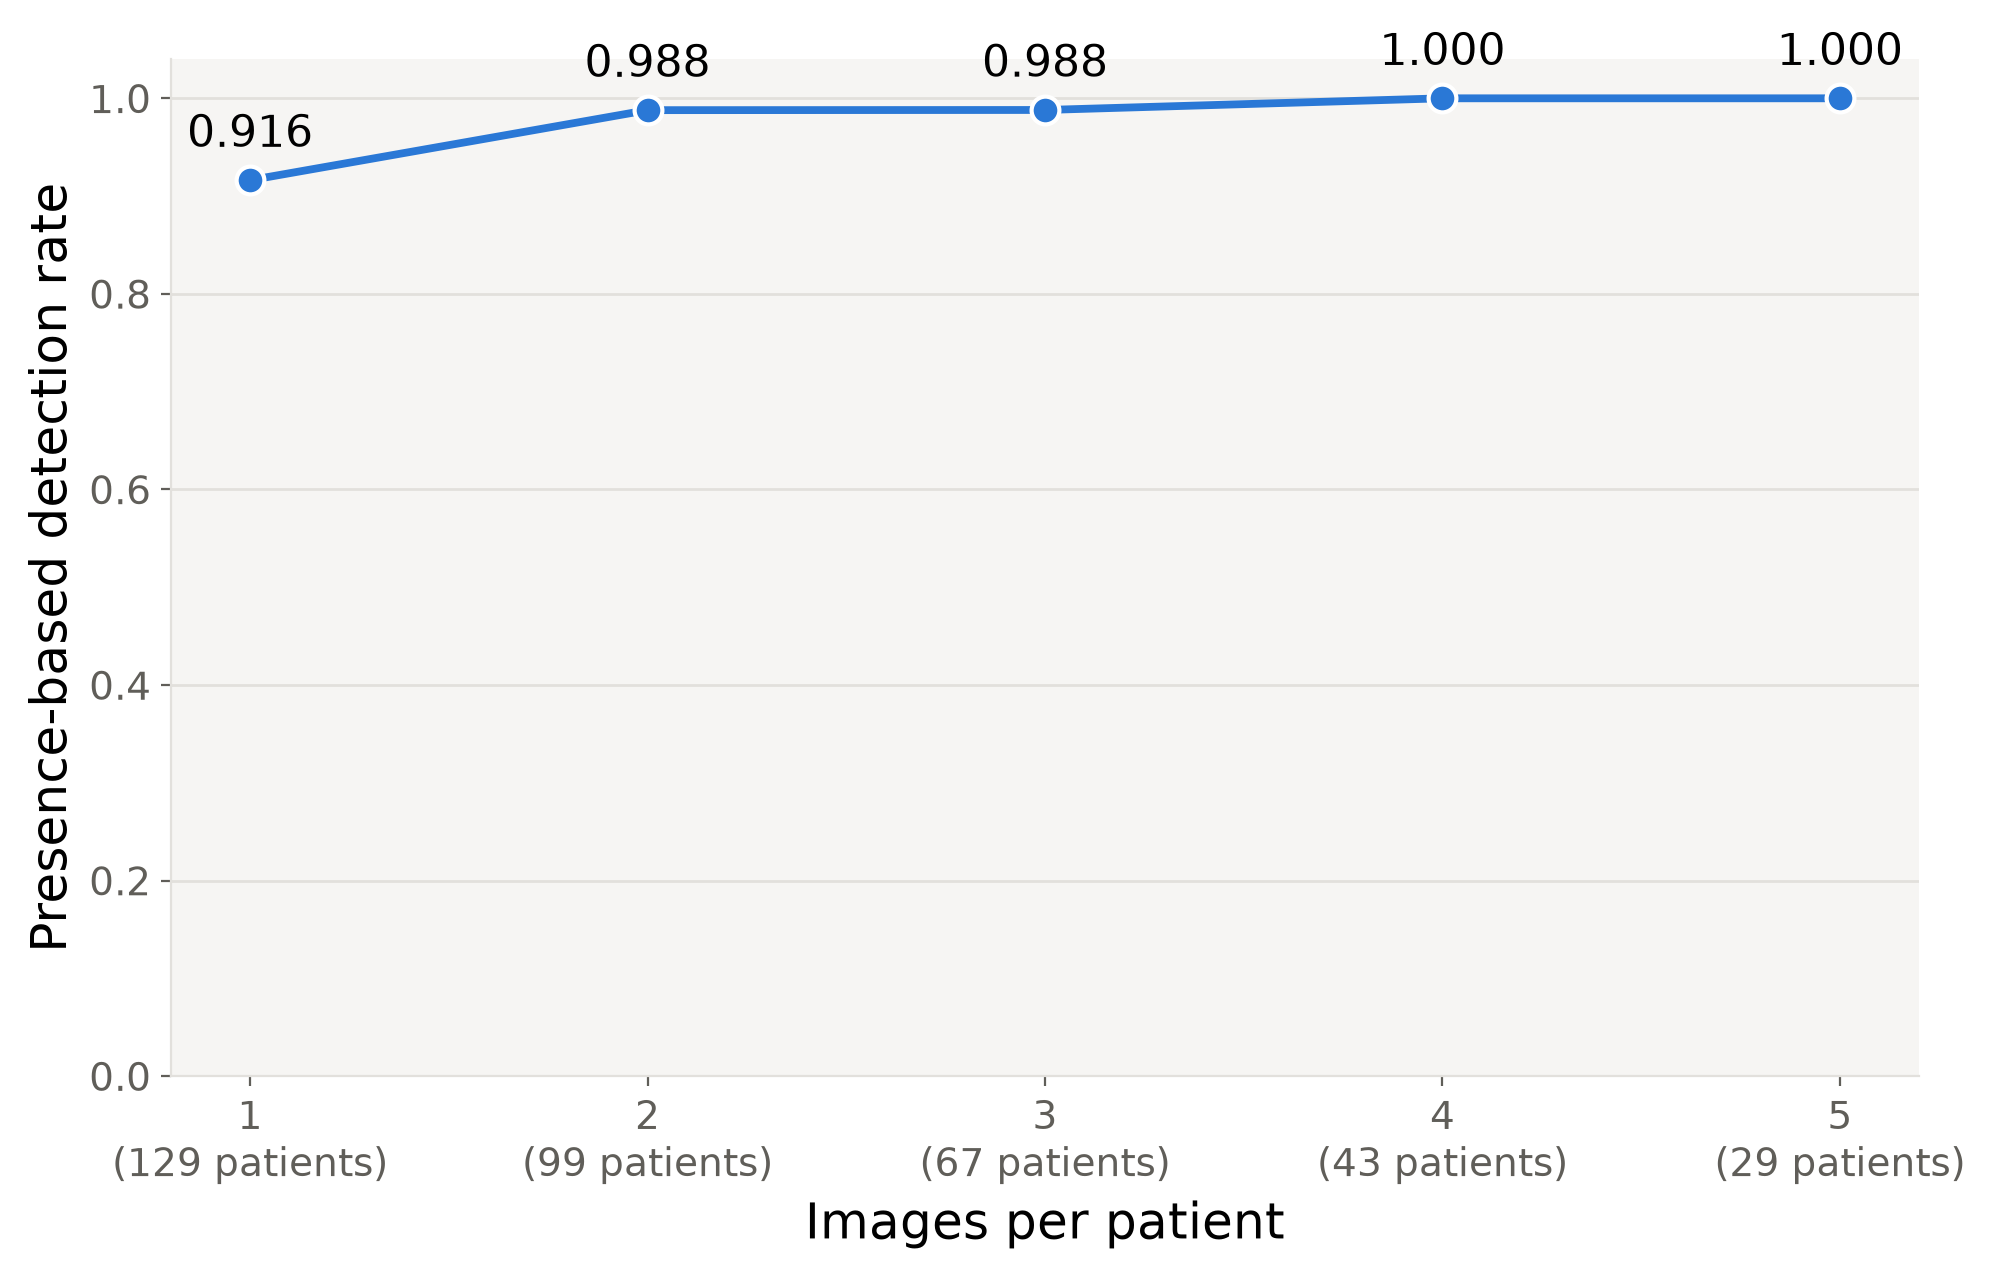 0.916
0.988
0.988
1.000
1.000
Presence-based detection rate
1.0
0.8
0.6
0.4
0.2
0.0
1
(129 patients)
2
(99 patients)
3
(67 patients)
4
(43 patients)
5
(29 patients)
Images per patient